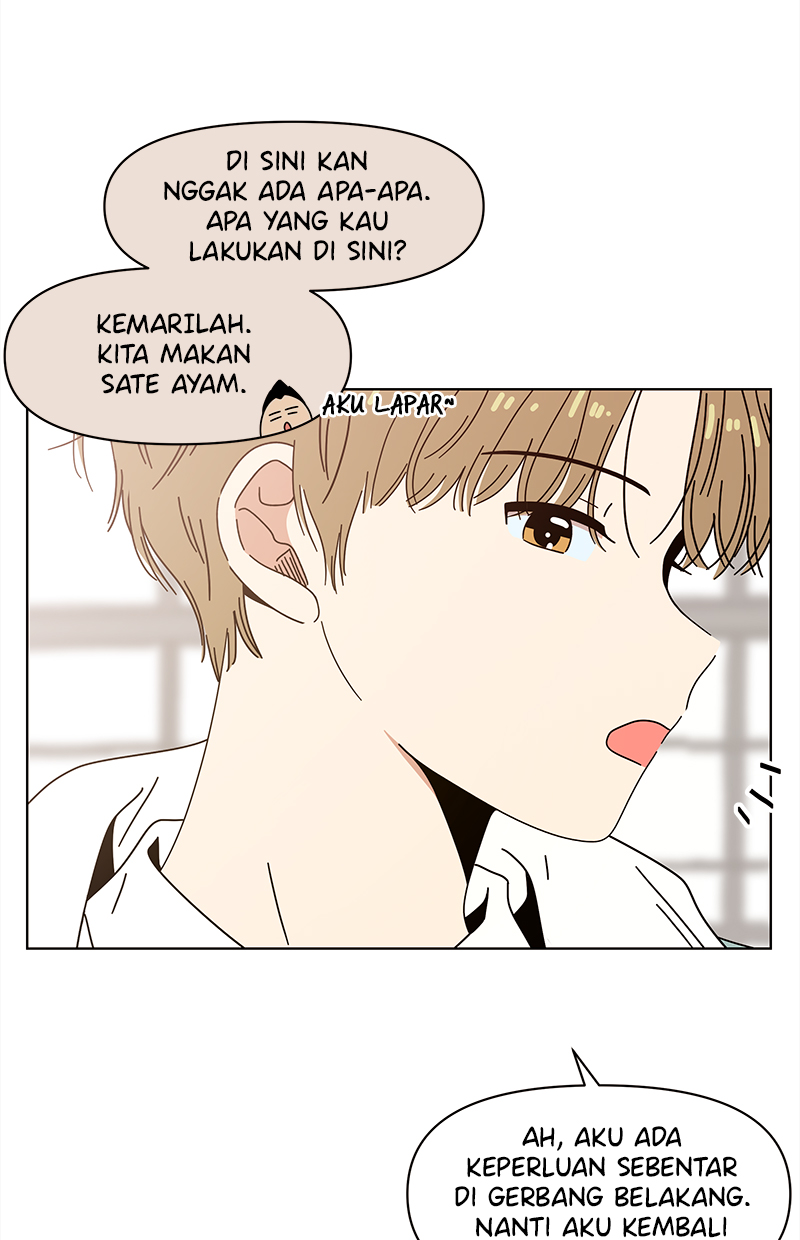 DI SINI KAN
NGGAK ADA APA-APA.
APA YANG KAU
LAKUKAN DI SINI?
KEMARILAH.
KITA MAKAN
SATE AYAM.
AKU LAPAR~
AH, AKU ADA
KEPERLUAN SEBENTAR
DI GERBANG BELAKANG.
NANTI AKU KEMBALI